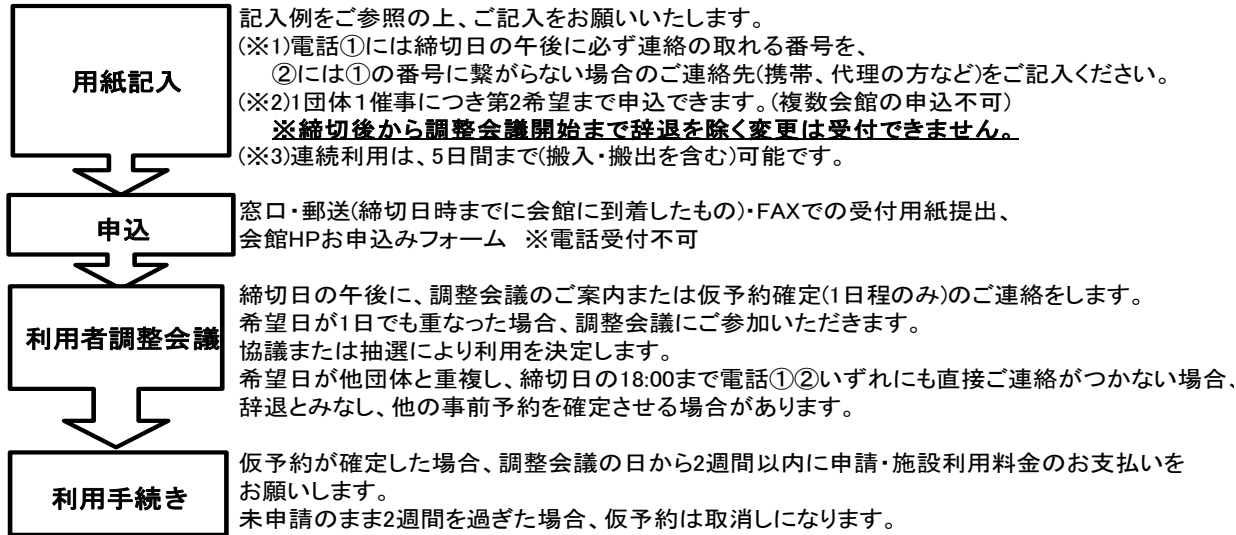 用紙記入
記入例をご参照の上、ご記入をお願いいたします。
(※1)電話①には締切日の午後に必ず連絡の取れる番号を、
②には①の番号に繋がらない場合のご連絡先(携帯、代理の方など)をご記入ください。
(※2)1団体1催事につき第2希望まで申込できます。(複数会館の申込不可)
※締切後から調整会議開始まで辞退を除く変更は受付できません。
(※3)連続利用は、5日間まで(搬入・搬出を含む)可能です。
申込
窓口・郵送(締切日時までに会館に到着したもの)・FAXでの受付用紙提出、
会館HPお申込みフォーム ※電話受付不可
利用者調整会議
締切日の午後に、調整会議のご案内または仮予約確定(1日程のみ)のご連絡をします。
希望日が1日でも重なった場合、調整会議にご参加いただきます。
協議または抽選により利用を決定します。
希望日が他団体と重複し、締切日の18:00まで電話①②いずれにも直接ご連絡がつかない場合、
辞退とみなし、他の事前予約を確定させる場合があります。
利用手続き
仮予約が確定した場合、調整会議の日から2週間以内に申請・施設利用料金のお支払いを
お願いします。
未申請のまま2週間を過ぎた場合、仮予約は取消しになります。